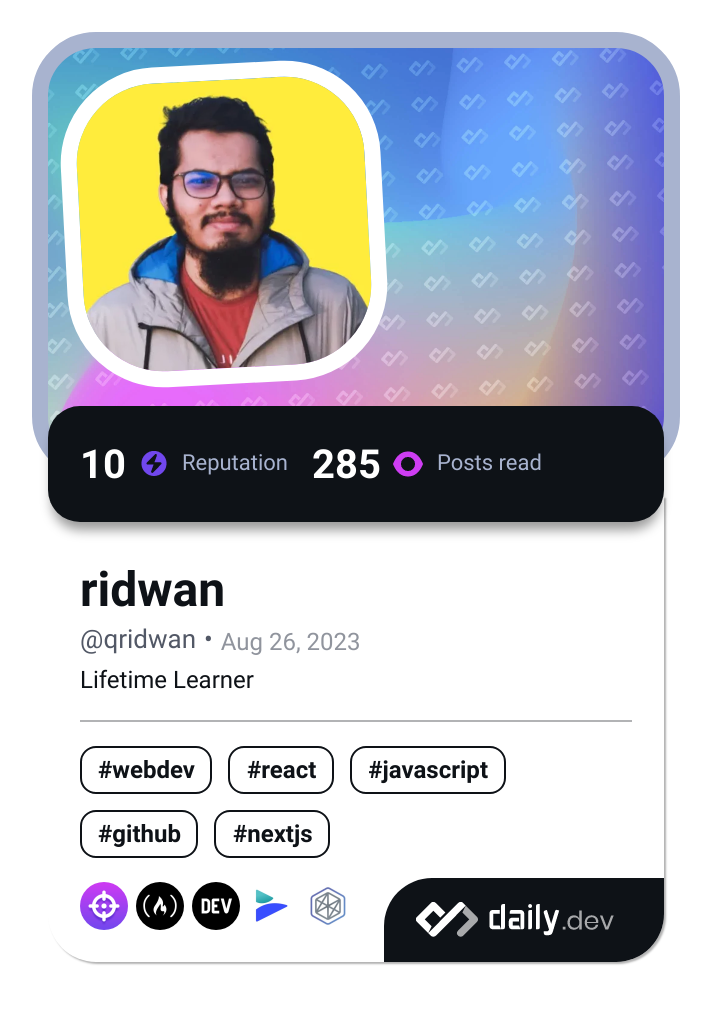 10 Reputation 285 Posts read
ridwan
@qridwan • Aug 26, 2023
Lifetime Learner
#webdev #react #javascript
#github #nextjs
DEV
daily.dev